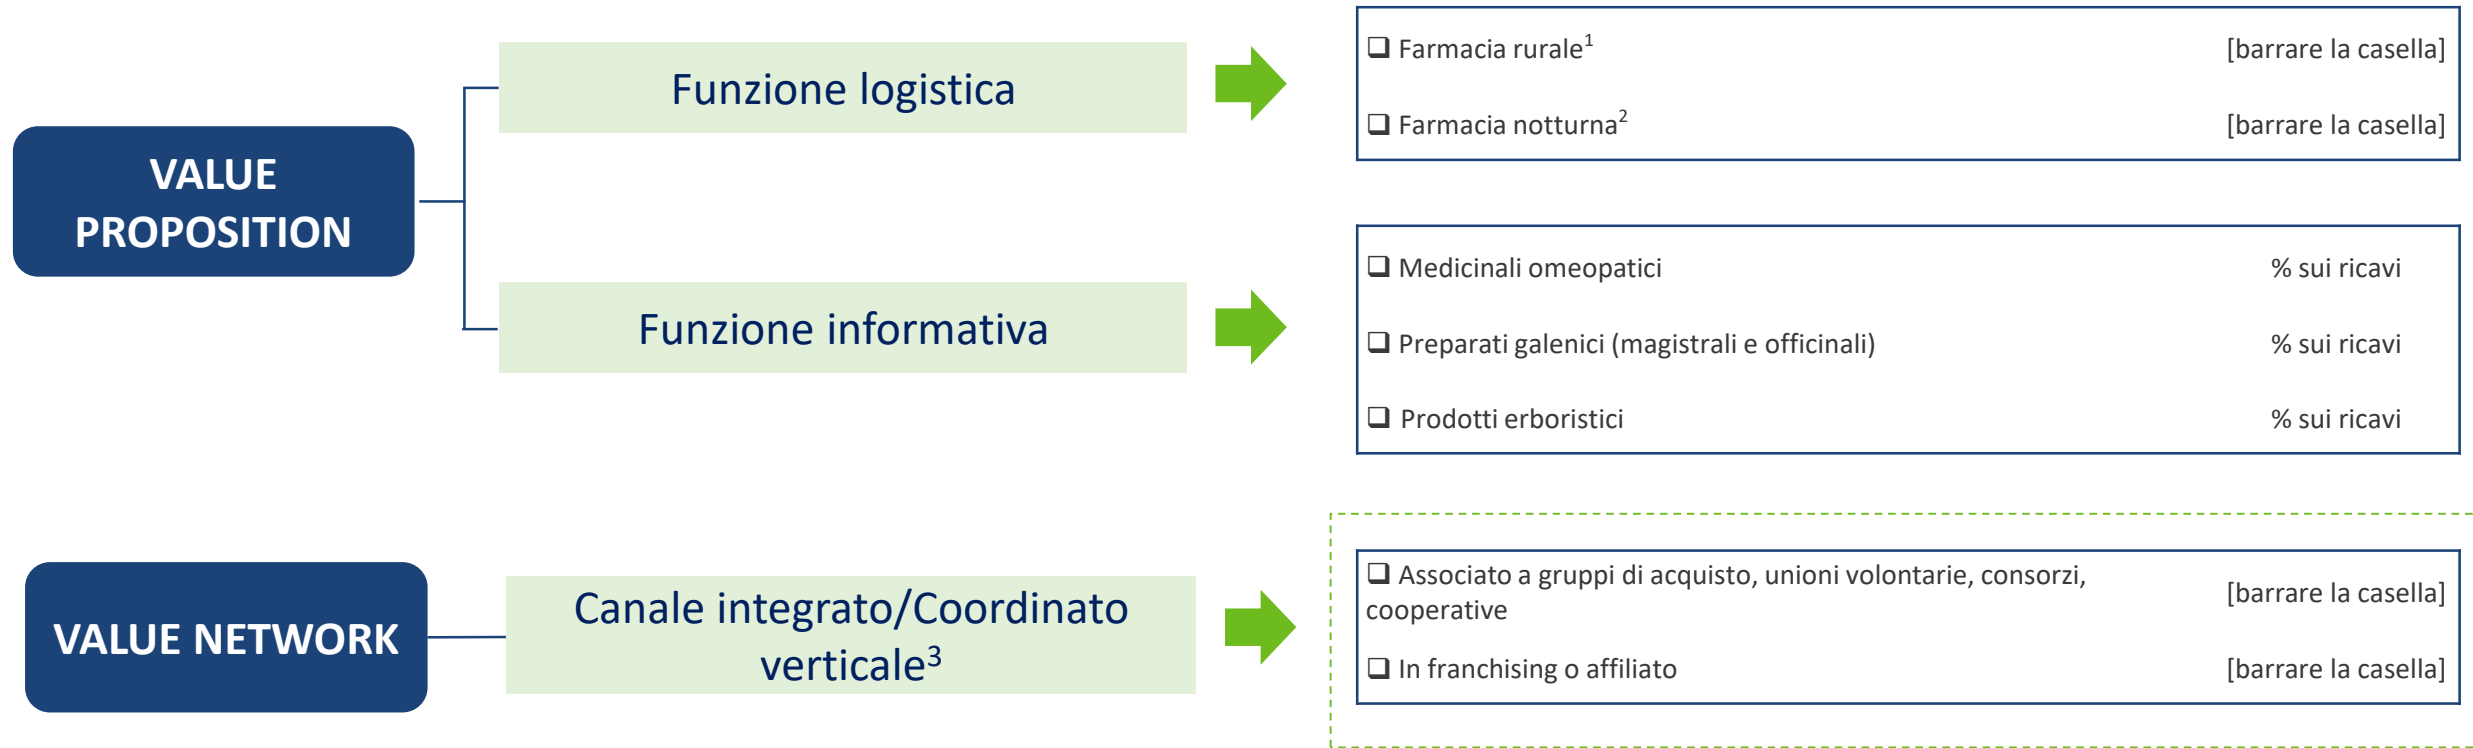 VALUE
PROPOSITION
Funzione logistica
❑ Farmacia rurale1 [barrare la casella]
❑ Farmacia notturna2 [barrare la casella]
Funzione informativa
❑ Medicinali omeopatici % sui ricavi
❑ Preparati galenici (magistrali e officinali) % sui ricavi
❑ Prodotti erboristici % sui ricavi
VALUE NETWORK
Canale integrato/Coordinato
verticale3
❑ Associato a gruppi di acquisto, unioni volontarie, consorzi,
cooperative
[barrare la casella]
❑ In franchising o affiliato [barrare la casella]